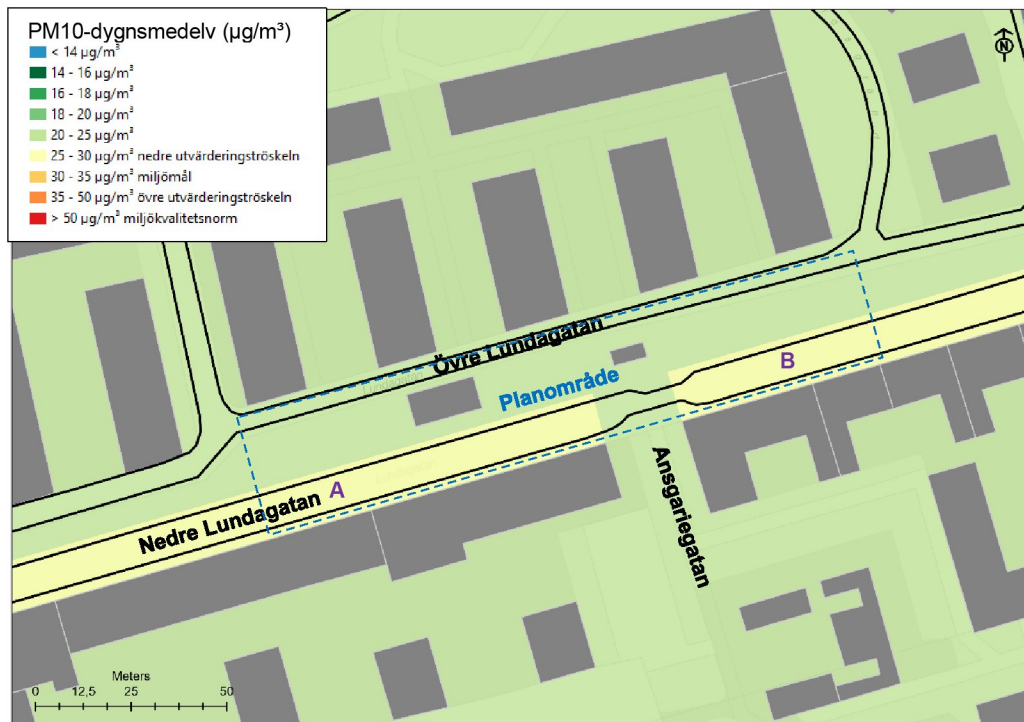 PM10-dygnsmedelv (µg/m³)
< 14 µg/m³
14 - 16 µg/m³
16 - 18 µg/m³
18 - 20 µg/m³
20 - 25 µg/m³
25 - 30 µg/m³ nedre utvärderingströskeln
30 - 35 µg/m³ miljömål
35 - 50 µg/m³ övre utvärderingströskeln
> 50 µg/m³ miljökvalitetsnorm
N
Övre Lundagatan
Lundagatan
Planområde
B
A
Nedre Lundagatan
Ansgariegatan
Meters
0 12,5 25 50